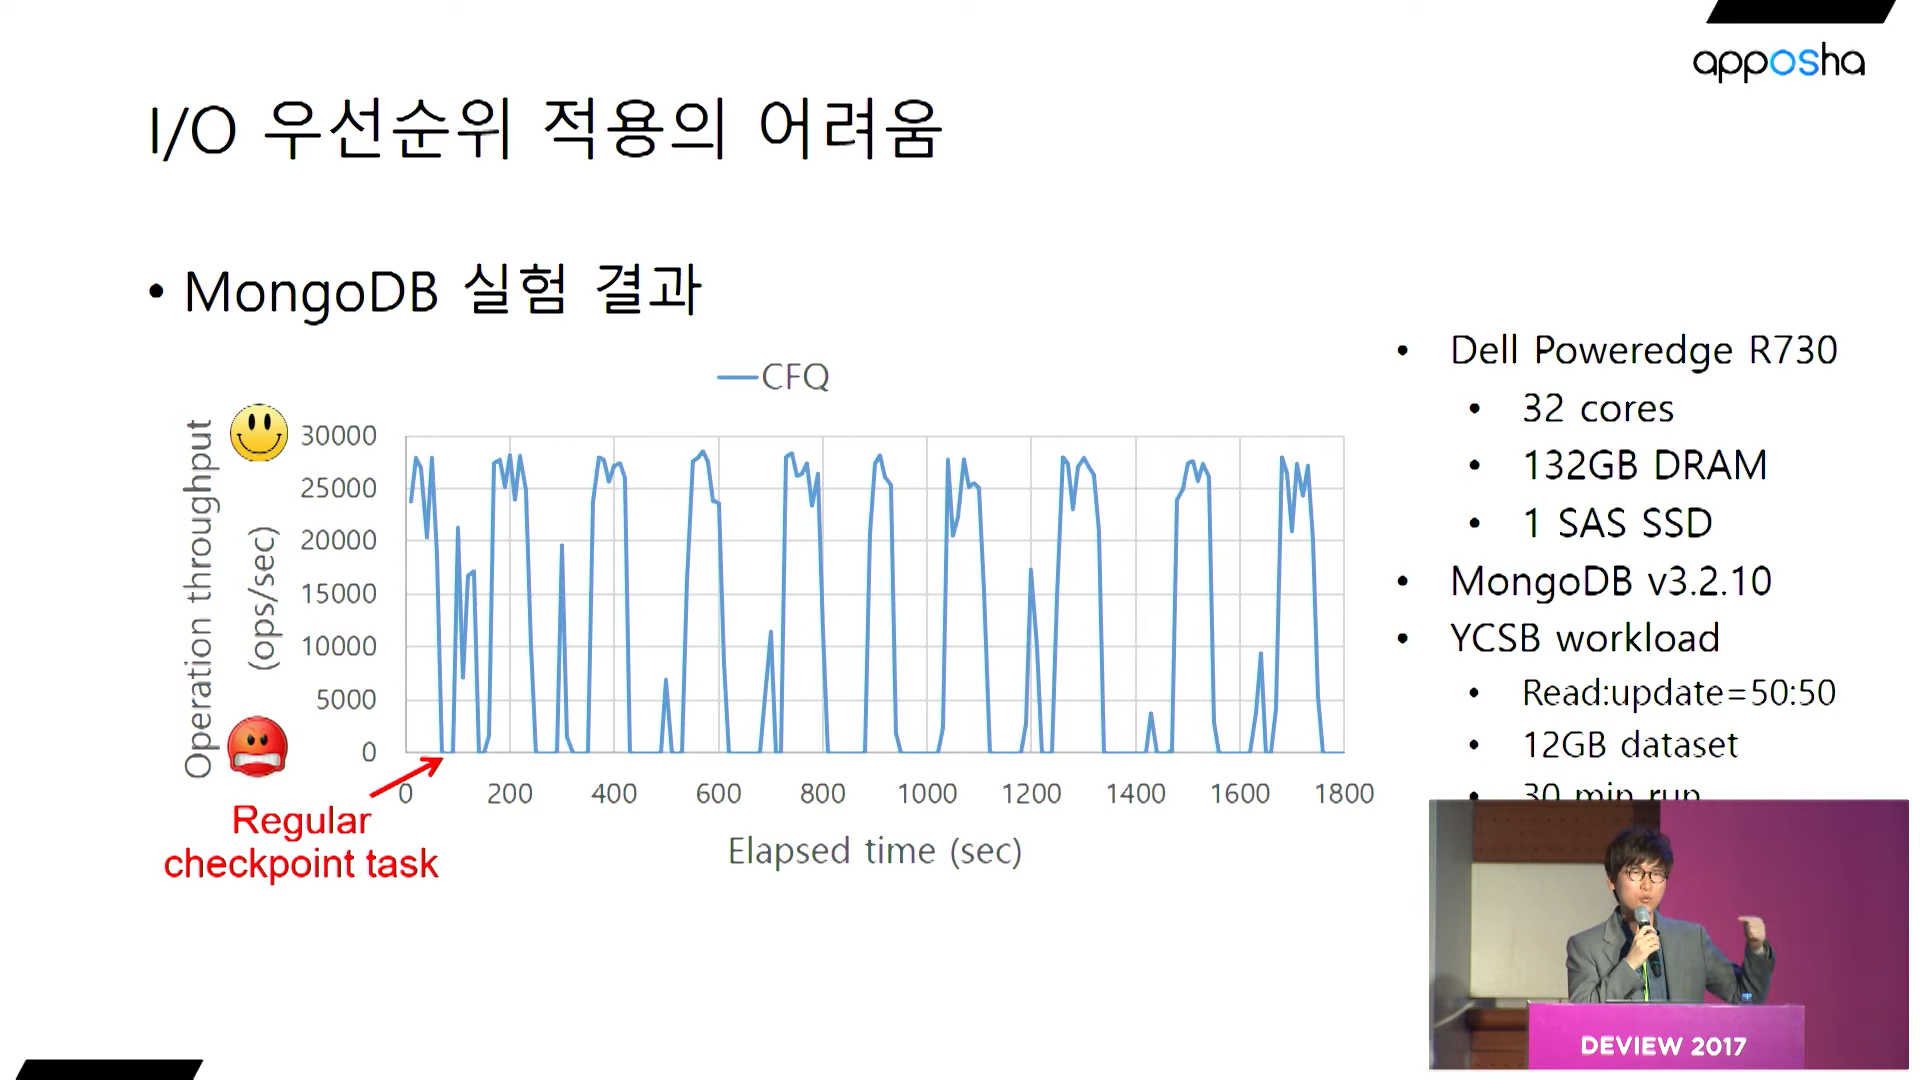 apposha
I/O 우선순위 적용의 어려움
• MongoDB 실험 결과
CFQ
Operation throughput
(ops/sec)
30000
25000
20000
15000
10000
5000
0
0 200 400 600 800 1000 1200 1400 1600 1800
Elapsed time (sec)
Regular
checkpoint task
• Dell Poweredge R730
• 32 cores
• 132GB DRAM
• 1 SAS SSD
• MongoDB v3.2.10
• YCSB workload
• Read:update=50:50
• 12GB dataset
• 30 min run
DEVIEW 2017